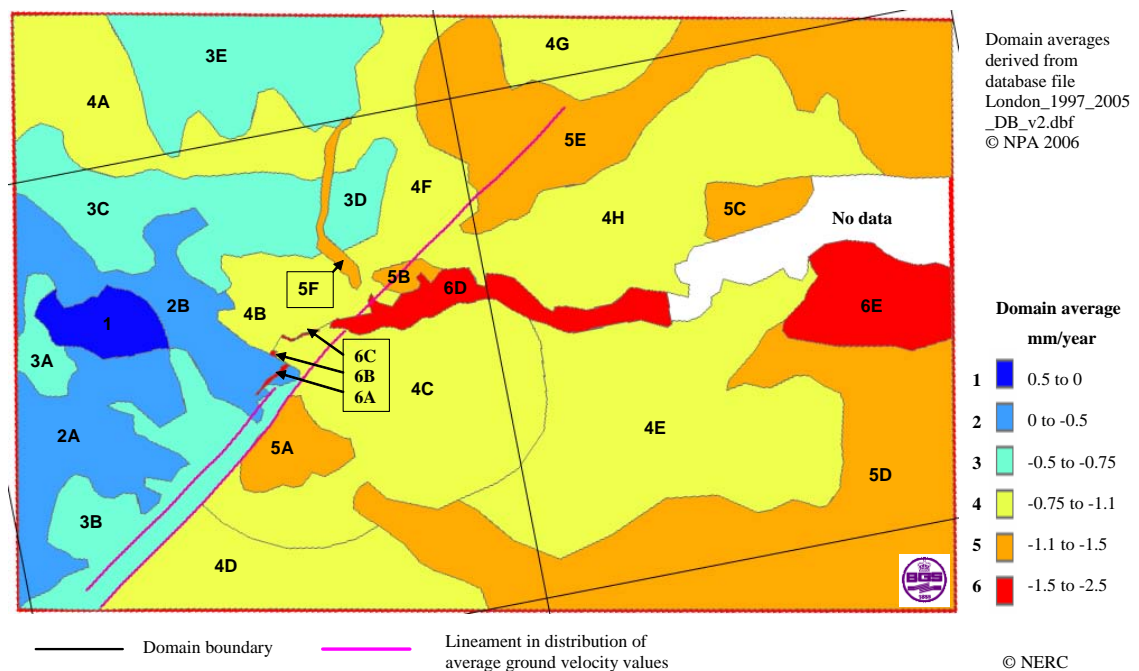 3E
4G
4A
5E
4F
3D
3C
4H
5C
No data
5F
5B
6D
6E
2B
4B
1
3A
6C
6B
6A
4C
2A
5A
4E
5D
3B
4D
BGS
Domain averages
derived from
database file
London_1997_2005
_DB_v2.dbf
© NPA 2006
Domain average
mm/year
1 0.5 to 0
2 0 to -0.5
3 -0.5 to -0.75
4 -0.75 to -1.1
5 -1.1 to -1.5
6 -1.5 to -2.5
Domain boundary
Lineament in distribution of
average ground velocity values
© NERC